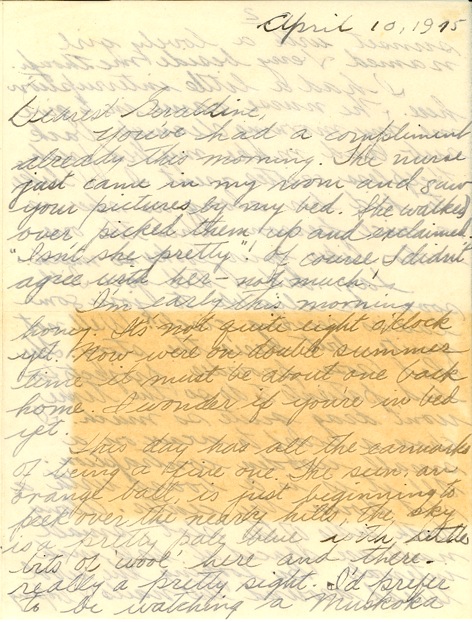 April 10, 1945
Dearest Geraldine,
You've had a compliment
already this morning. The nurse
just came in my room and saw
your pictures by my bed. She walked
over picked them up and exclaimed.
"Isn't she pretty"! Of course I didn't
agree with her - not much!
I'm early this morning
honey. It's not quite eight o'clock
yet. Now we're on double summer
time it must be about one back
home. I wonder if you're in bed
yet.
This day has all the earmarks
of being a fine one. The sun, an
orange ball, is just beginning to
peek over the nearby hills, the sky
is a pretty pale blue with little
bits of 'wool' here and there.
really a pretty sight. I'd prefer
to be watching a Muskoka